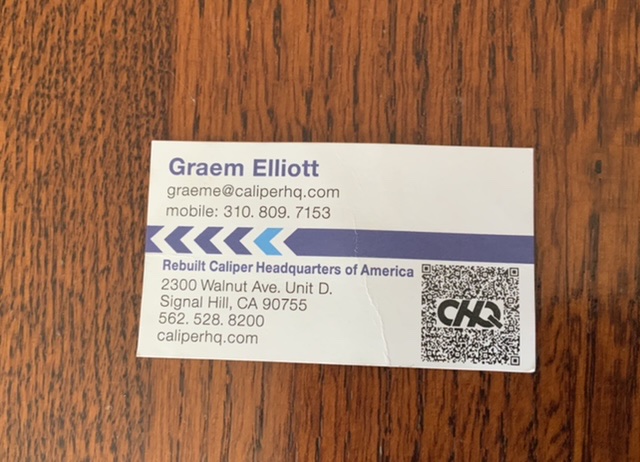 Graem Elliott
graeme@caliperhq.com
mobile: 310. 809. 7153
Rebuilt Caliper Headquarters of America
2300 Walnut Ave. Unit D.
Signal Hill, CA 90755
562. 528. 8200
caliperhq.com
CHQ